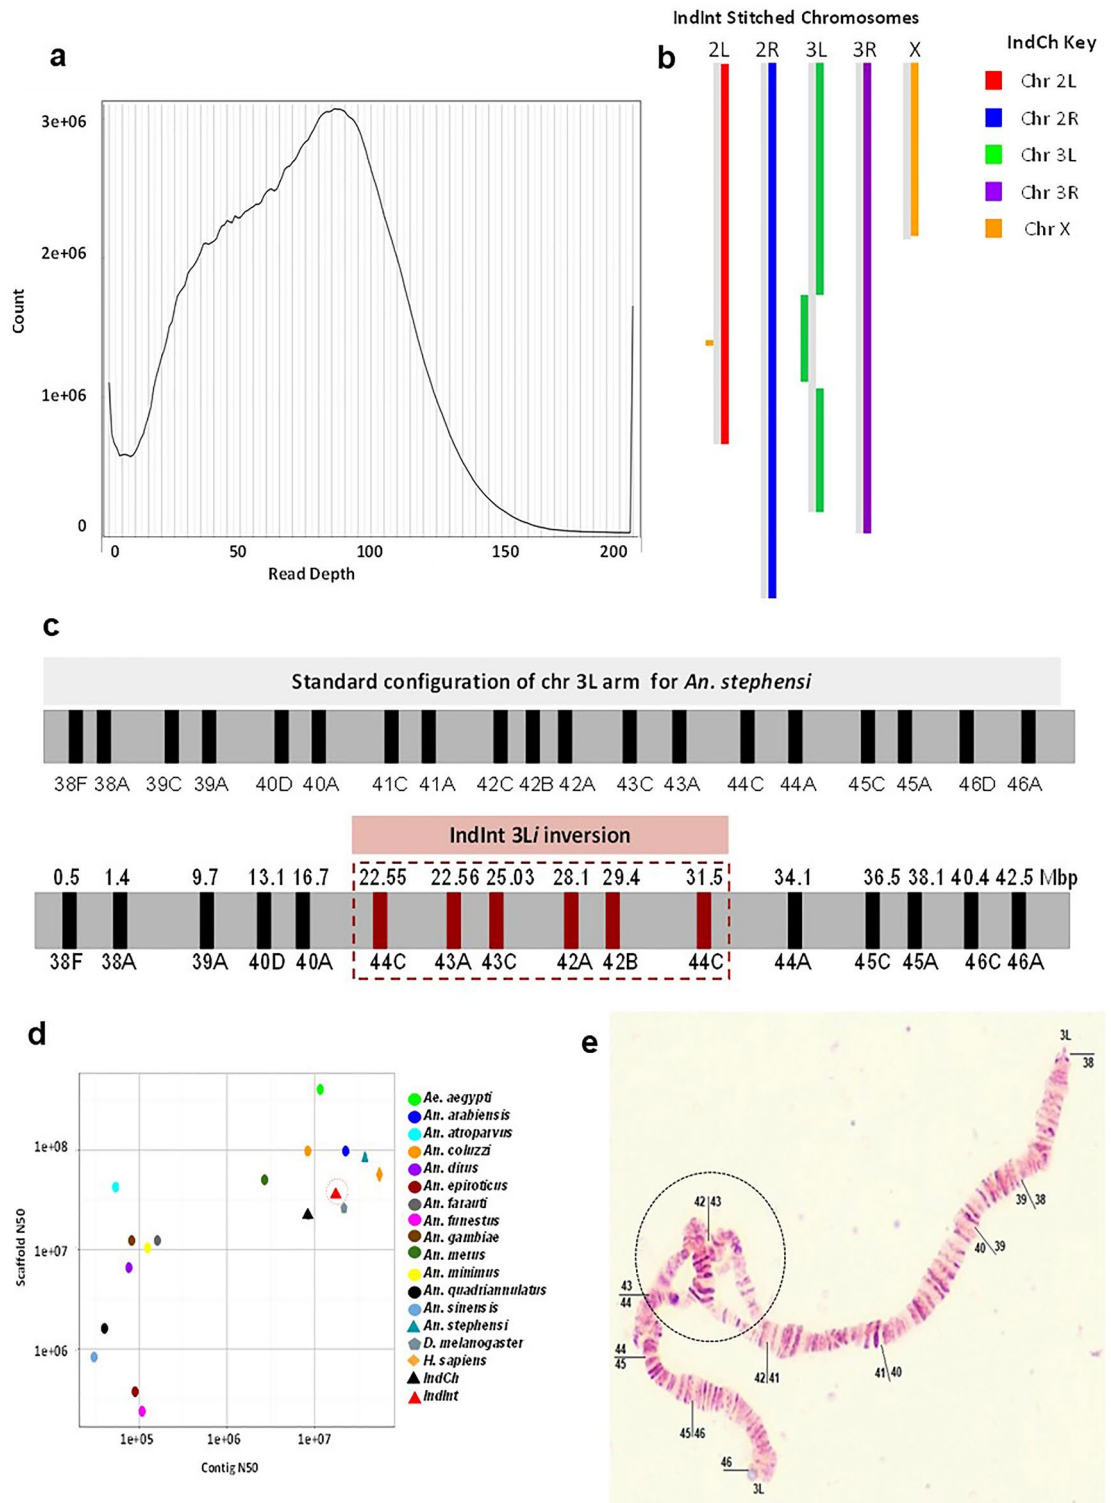 a
3e+06
2e+06
1e+06
0
Count
0 50 100 150 200
Read Depth
IndInt Stitched Chromosomes
b
2L 2R 3L 3R X
IndCh Key
Chr 2L
Chr 2R
Chr 3L
Chr 3R
Chr X
c
Standard configuration of chr 3L arm for An. stephensi
38F 38A 39C 39A 40D 40A 41C 41A 42C 42B 42A 43C 43A 44C 44A 45C 45A 46D 46A
IndInt 3Li inversion
0.5 1.4 9.7 13.1 16.7 22.55 22.56 25.03 28.1 29.4 31.5 34.1 36.5 38.1 40.4 42.5 Mbp
38F 38A 39A 40D 40A 44C 43A 43C 42A 42B 44C 44A 45C 45A 46C 46A
d
1e+08
1e+07
1e+06
Scaffold N50
1e+05 1e+06 1e+07
Contig N50
Ae. aegypti
An. arabiensis
An. atroparvus
An. coluzzi
An. dirus
An. epiroticus
An. farauti
An. funestus
An. gambiae
An. merus
An. minimus
An. quadriannulatus
An. sinensis
An. stephensi
D. melanogaster
H. sapiens
IndCh
IndInt
e
3L
38
39 38
40 39
42 43
43
44
44
45
42 41
41 40
45 46
46
3L